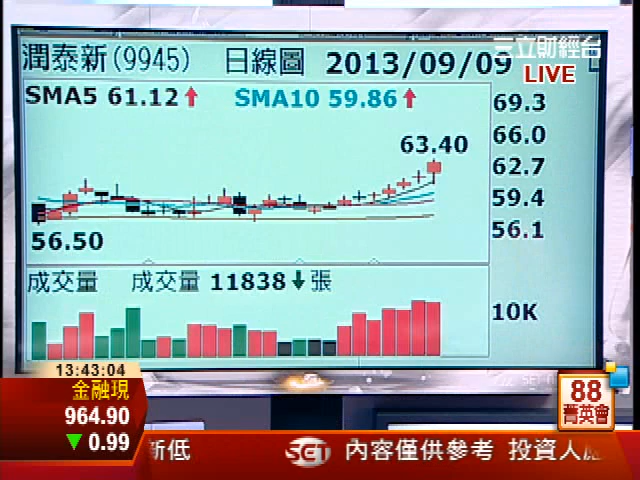 潤泰新(9945) 日線圖 2013/09/09
三立財經台
LIVE
SMA5 61.12↑ SMA10 59.86↑
69.3
66.0
63.40
62.7
59.4
56.50
56.1
成交量 成交量 11838↓張
10K
13:43:04
金融現
964.90
▼0.99
88
菁英會
新低 SET 內容僅供參考 投資人應